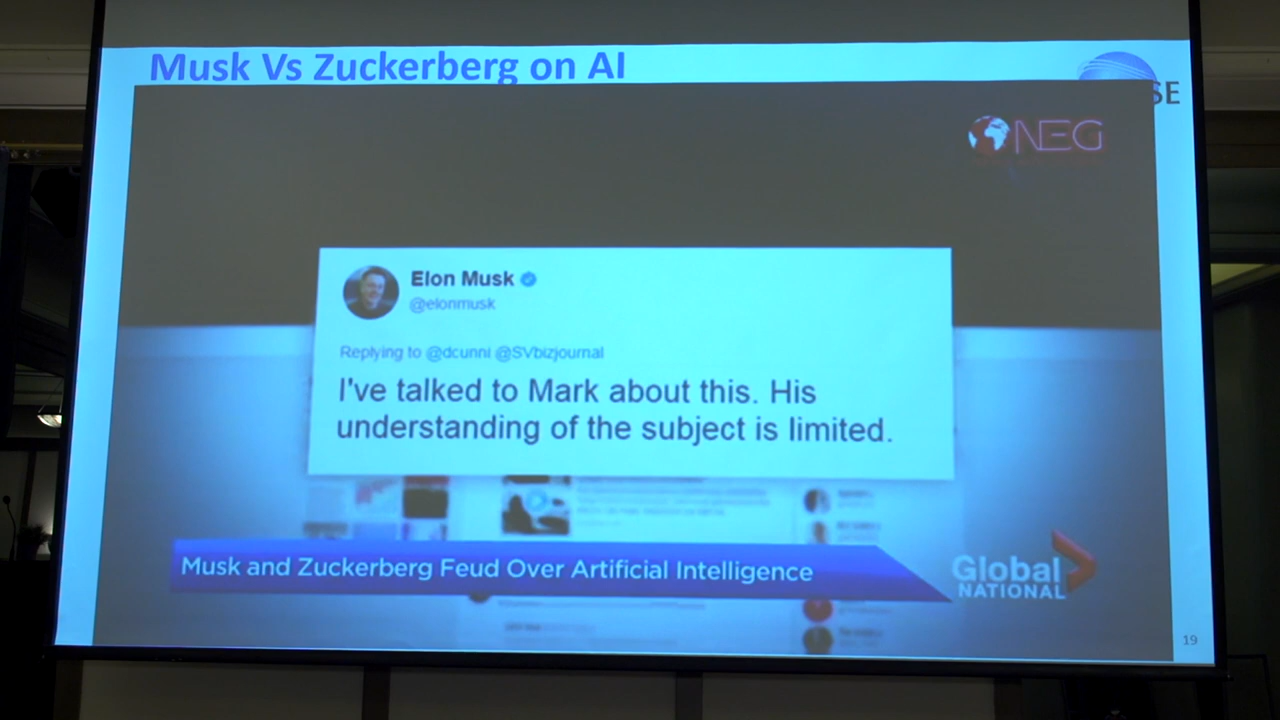 Musk Vs Zuckerberg on AI
SE
NEG
Elon Musk
@elonmusk
Replying to @dcunni @SVbizjournal
I've talked to Mark about this. His
understanding of the subject is limited.
Musk and Zuckerberg Feud Over Artificial Intelligence
Global
NATIONAL
19